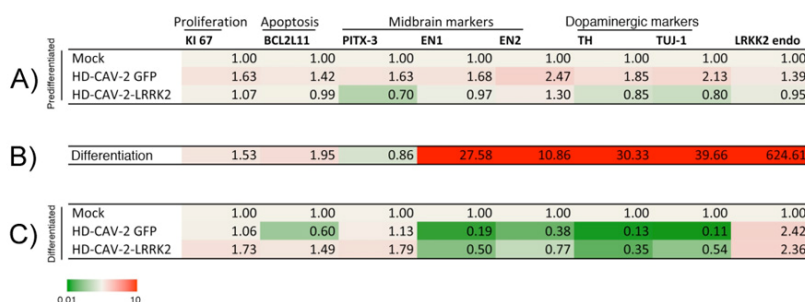 Proliferation Apoptosis Midbrain markers Dopaminergic markers
KI 67 BCL2L11 PITX-3 EN1 EN2 TH TUJ-1 LRKK2 endo
A)
Predifferentiated
Mock 1.00 1.00 1.00 1.00 1.00 1.00 1.00 1.00
HD-CAV-2 GFP 1.63 1.42 1.63 1.68 2.47 1.85 2.13 1.39
HD-CAV-2-LRRK2 1.07 0.99 0.70 0.97 1.30 0.85 0.80 0.95
B)
Differentiation 1.53 1.95 0.86 27.58 10.86 30.33 39.66 624.61
C)
Differentiated
Mock 1.00 1.00 1.00 1.00 1.00 1.00 1.00 1.00
HD-CAV-2 GFP 1.06 0.60 1.13 0.19 0.38 0.13 0.11 2.42
HD-CAV-2-LRRK2 1.73 1.49 1.79 0.50 0.77 0.35 0.54 2.36
0.01 10